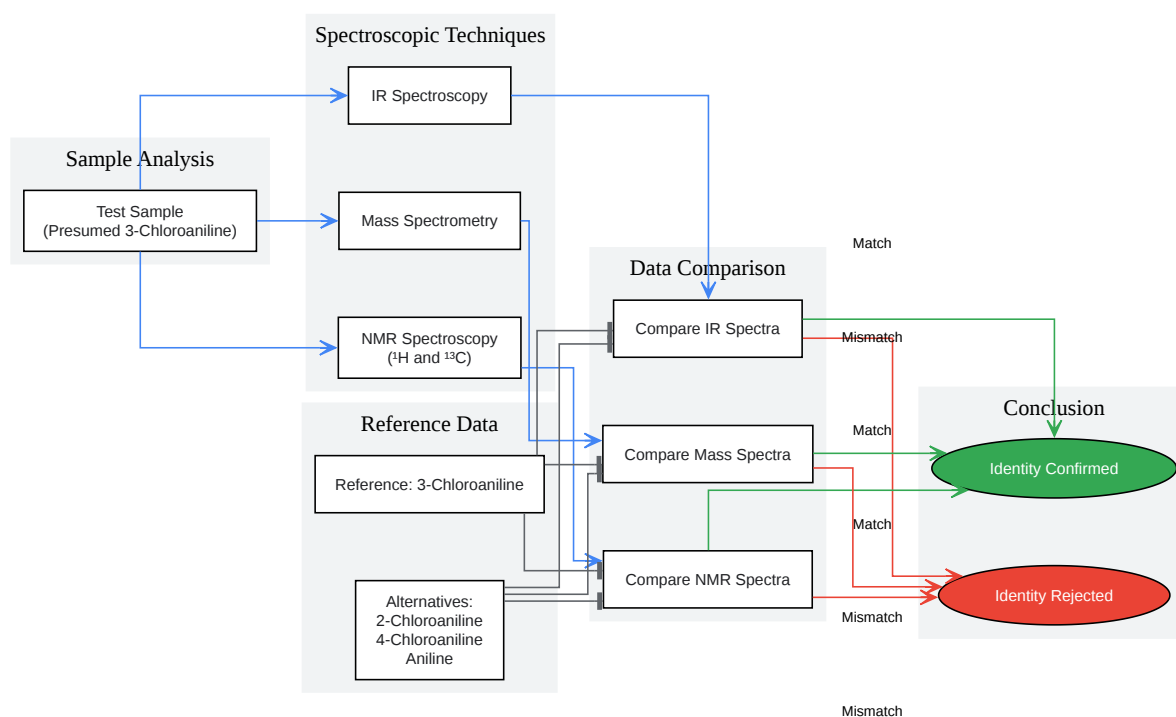 Spectroscopic Techniques
IR Spectroscopy
Sample Analysis
Test Sample
(Presumed 3-Chloroaniline)
Mass Spectrometry
NMR Spectroscopy
(¹H and ¹³C)
Reference Data
Reference: 3-Chloroaniline
Alternatives:
2-Chloroaniline
4-Chloroaniline
Aniline
Data Comparison
Compare IR Spectra
Compare Mass Spectra
Compare NMR Spectra
Match
Mismatch
Match
Match
Mismatch
Mismatch
Conclusion
Identity Confirmed
Identity Rejected